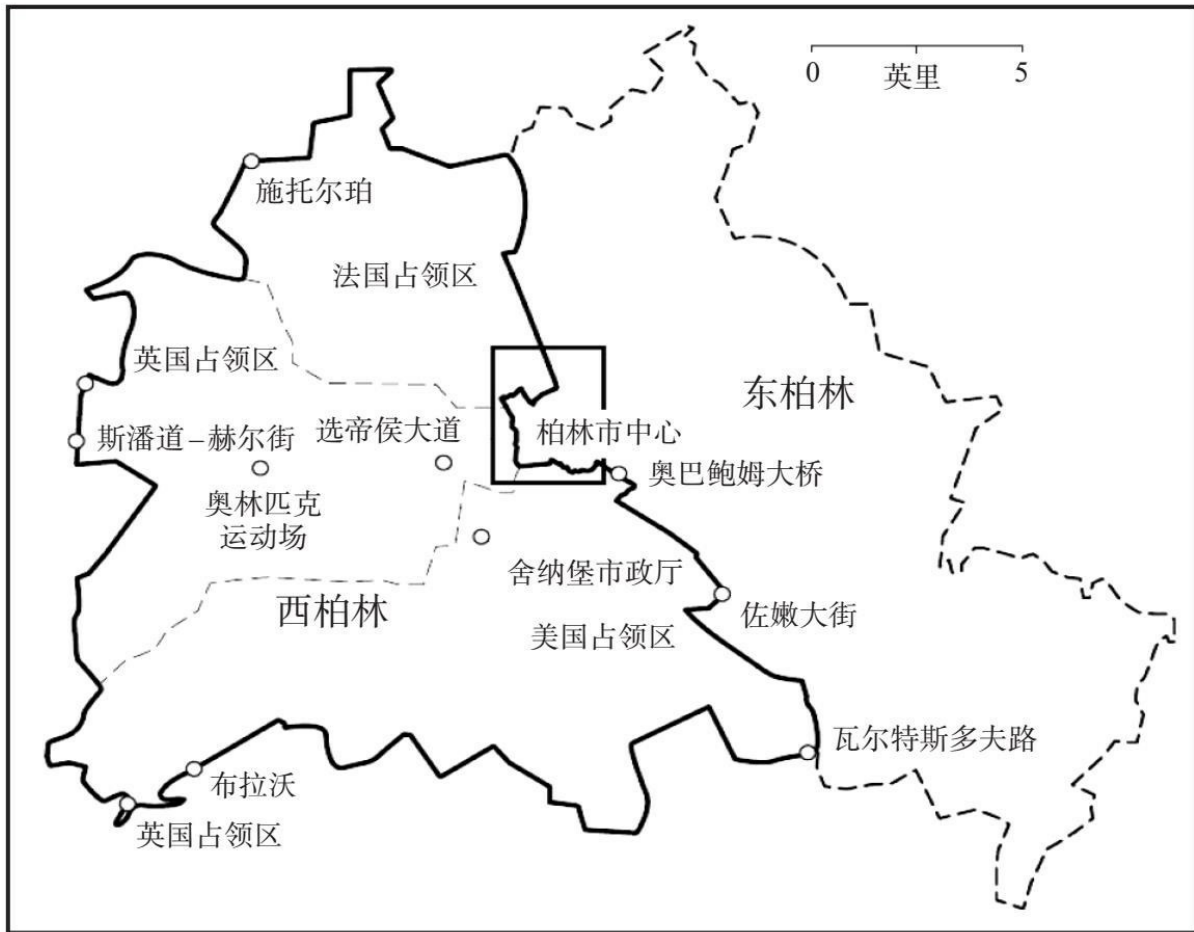 0 英里 5
施托尔珀
法国占领区
英国占领区
东柏林
选帝侯大道
柏林市中心
斯潘道–赫尔街
奥巴鲍姆大桥
奥林匹克
运动场
舍纳堡市政厅
西柏林
佐嫩大街
美国占领区
瓦尔特斯多夫路
布拉沃
英国占领区